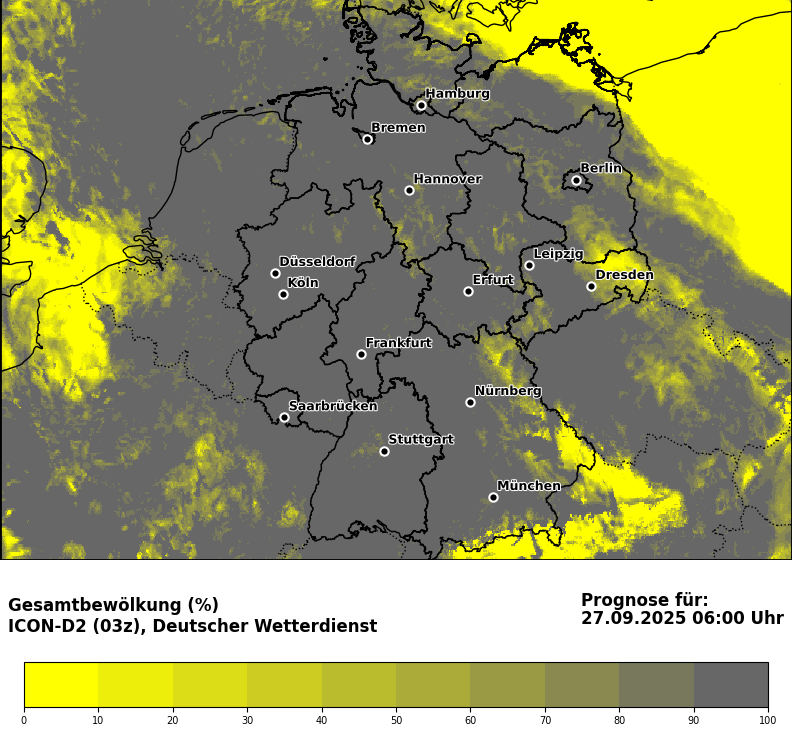 Hamburg
Bremen
Berlin
Hannover
Leipzig
Düsseldorf
Dresden
Köln
Erfurt
Frankfurt
Nürnberg
Saarbrücken
Stuttgart
München
Gesamtbewölkung (%)
ICON-D2 (03z), Deutscher Wetterdienst
Prognose für:
27.09.2025 06:00 Uhr
0 10 20 30 40 50 60 70 80 90 100